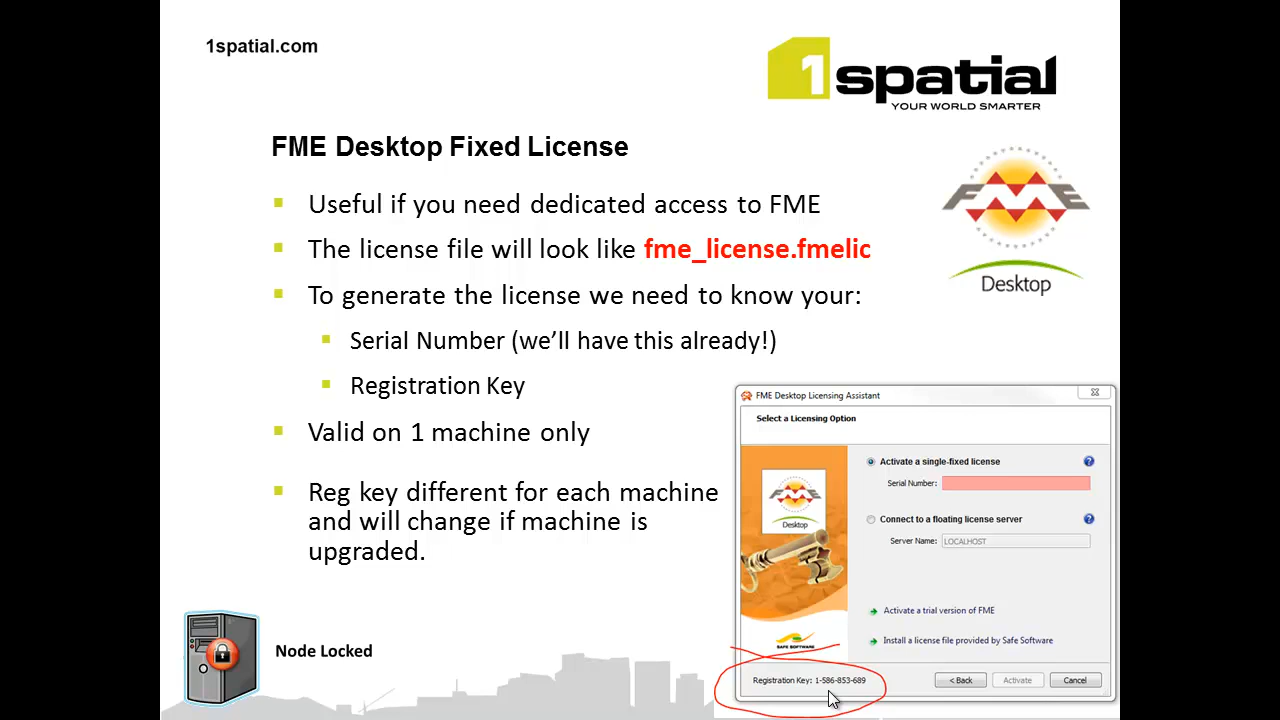 1spatial.com
1spatial
YOUR WORLD SMARTER
FME Desktop Fixed License
Useful if you need dedicated access to FME
The license file will look like fme_license.fmelic
To generate the license we need to know your:
Serial Number (we'll have this already!)
Registration Key
Valid on 1 machine only
Reg key different for each machine
and will change if machine is
upgraded.
Node Locked
FME
Desktop
FME Desktop Licensing Assistant
Select a Licensing Option
Activate a single-fixed license
Serial Number:
Connect to a floating license server
Server Name: LOCALHOST
Activate a trial version of FME
Install a license file provided by Safe Software
FME
Desktop
SAFE SOFTWARE
Registration Key: 1-586-853-689
< Back
Activate
Cancel